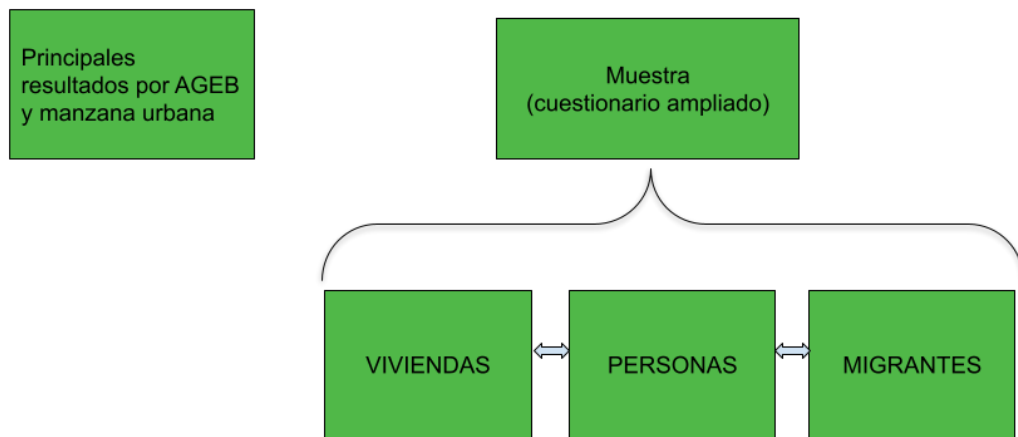 Principales
resultados por AGEB
y manzana urbana
Muestra
(cuestionario ampliado)
VIVIENDAS
PERSONAS
MIGRANTES